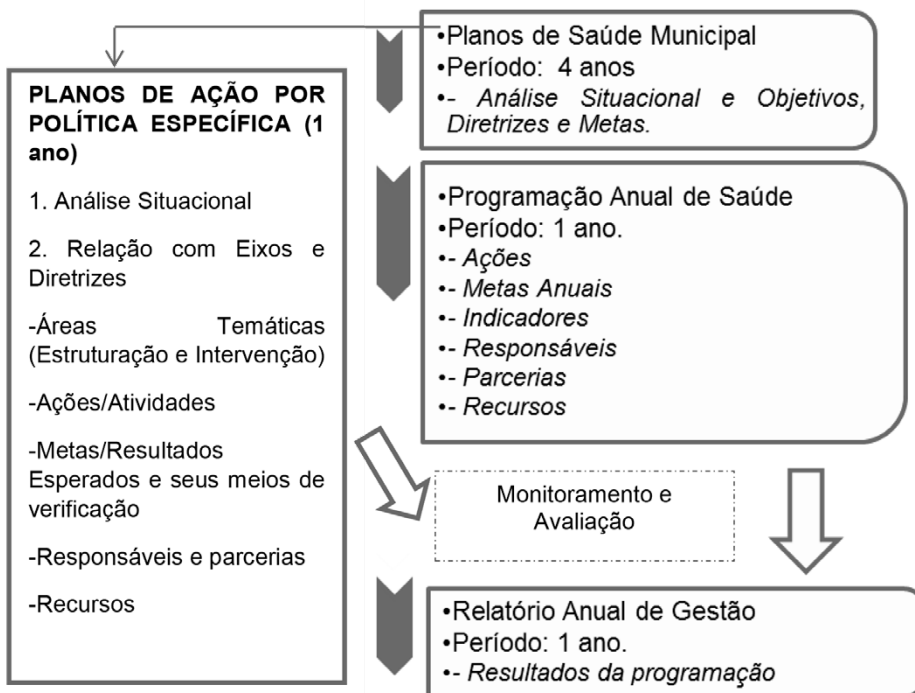 PLANOS DE AÇÃO POR
POLÍTICA ESPECÍFICA (1
ano)
1. Análise Situacional
2. Relação com Eixos e
Diretrizes
-Áreas Temáticas
(Estruturação e Intervenção)
-Ações/Atividades
-Metas/Resultados
Esperados e seus meios de
verificação
-Responsáveis e parcerias
-Recursos
•Planos de Saúde Municipal
•Período: 4 anos
•- Análise Situacional e Objetivos,
Diretrizes e Metas.
•Programação Anual de Saúde
•Período: 1 ano.
•- Ações
•- Metas Anuais
•- Indicadores
•- Responsáveis
•- Parcerias
•- Recursos
Monitoramento e
Avaliação
•Relatório Anual de Gestão
•Período: 1 ano.
•- Resultados da programação